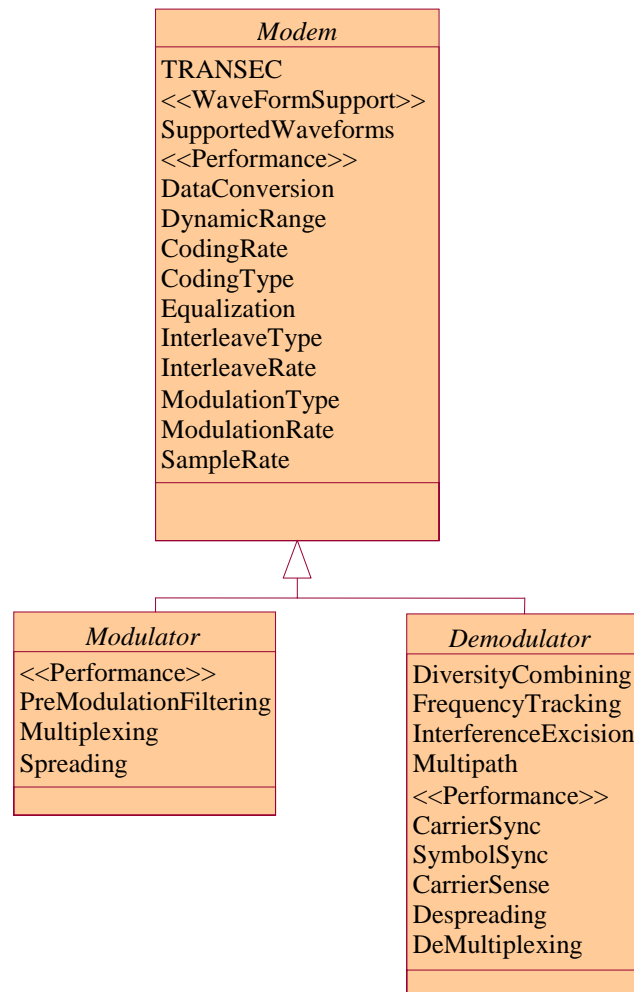 Modem
TRANSEC
<<WaveFormSupport>>
SupportedWaveforms
<<Performance>>
DataConversion
DynamicRange
CodingRate
CodingType
Equalization
InterleaveType
InterleaveRate
ModulationType
ModulationRate
SampleRate
Modulator
<<Performance>>
PreModulationFiltering
Multiplexing
Spreading
Demodulator
DiversityCombining
FrequencyTracking
InterferenceExcision
Multipath
<<Performance>>
CarrierSync
SymbolSync
CarrierSense
Despreading
DeMultiplexing